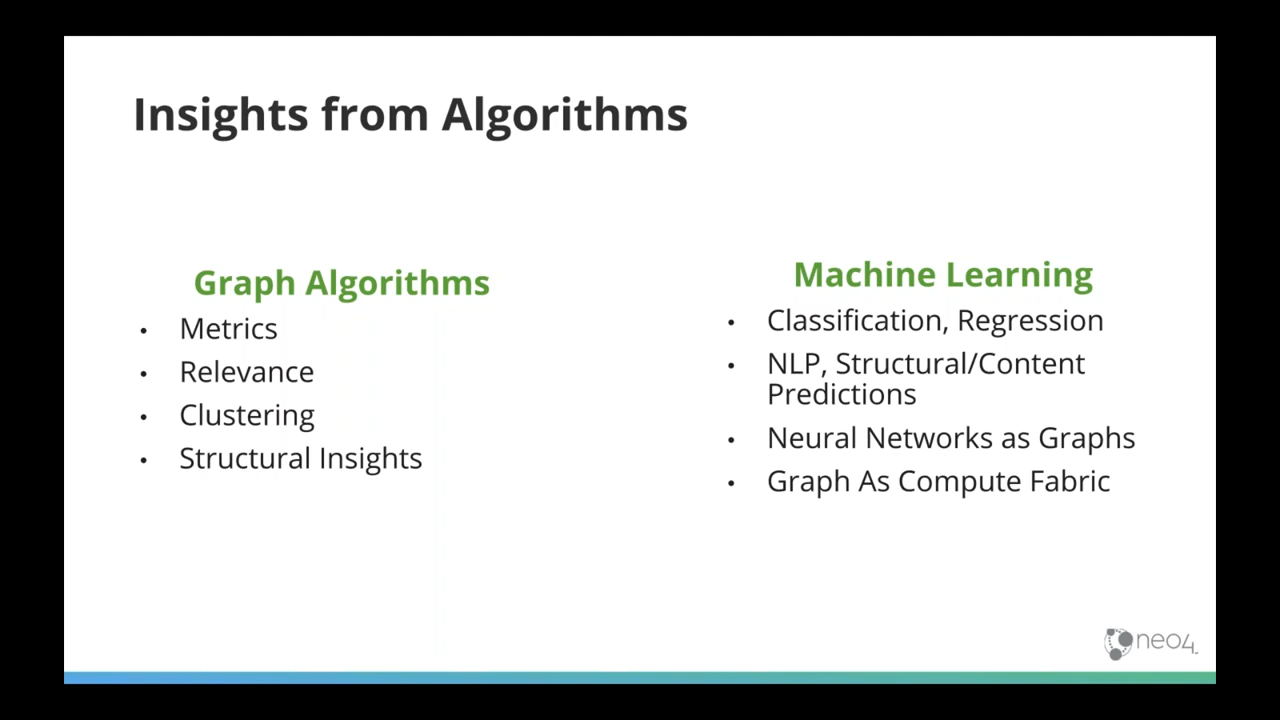 Insights from Algorithms
Graph Algorithms
• Metrics
• Relevance
• Clustering
• Structural Insights
Machine Learning
• Classification, Regression
• NLP, Structural/Content
Predictions
• Neural Networks as Graphs
• Graph As Compute Fabric
neo4j